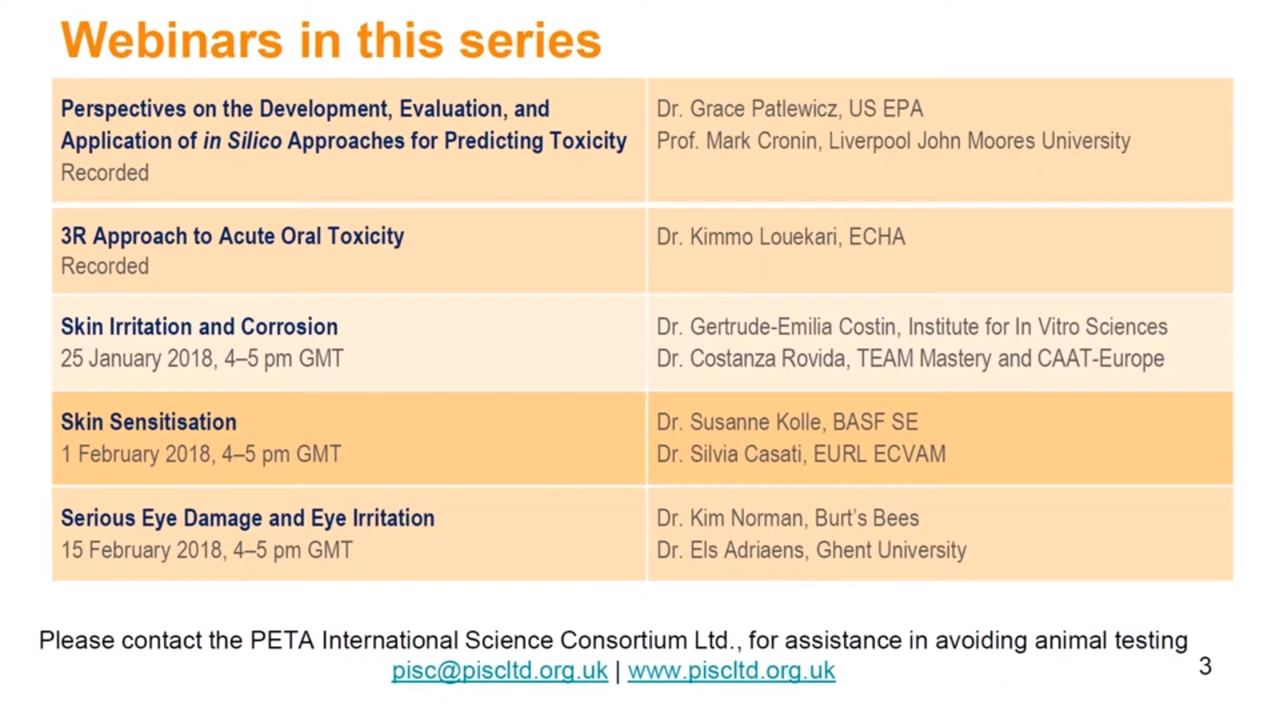 Webinars in this series
Perspectives on the Development, Evaluation, and
Application of in Silico Approaches for Predicting Toxicity
Recorded
Dr. Grace Patlewicz, US EPA
Prof. Mark Cronin, Liverpool John Moores University
3R Approach to Acute Oral Toxicity
Recorded
Dr. Kimmo Louekari, ECHA
Skin Irritation and Corrosion
25 January 2018, 4–5 pm GMT
Dr. Gertrude-Emilia Costin, Institute for In Vitro Sciences
Dr. Costanza Rovida, TEAM Mastery and CAAT-Europe
Skin Sensitisation
1 February 2018, 4–5 pm GMT
Dr. Susanne Kolle, BASF SE
Dr. Silvia Casati, EURL ECVAM
Serious Eye Damage and Eye Irritation
15 February 2018, 4–5 pm GMT
Dr. Kim Norman, Burt's Bees
Dr. Els Adriaens, Ghent University
Please contact the PETA International Science Consortium Ltd., for assistance in avoiding animal testing
pisc@piscltd.org.uk | www.piscltd.org.uk
3